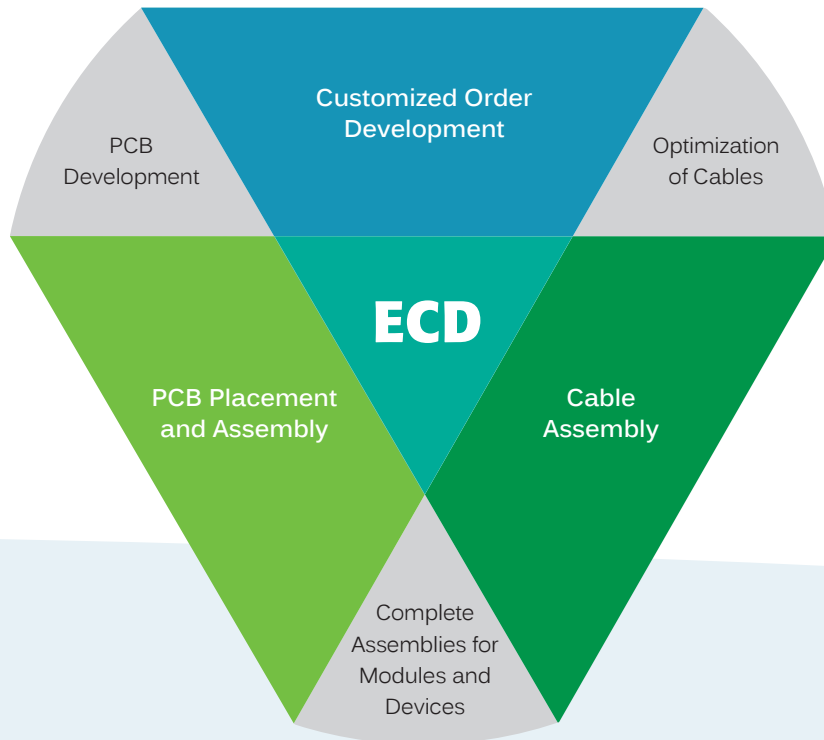 Customized Order
Development
PCB
Development
Optimization
of Cables
ECD
PCB Placement
and Assembly
Cable
Assembly
Complete
Assemblies for
Modules and
Devices